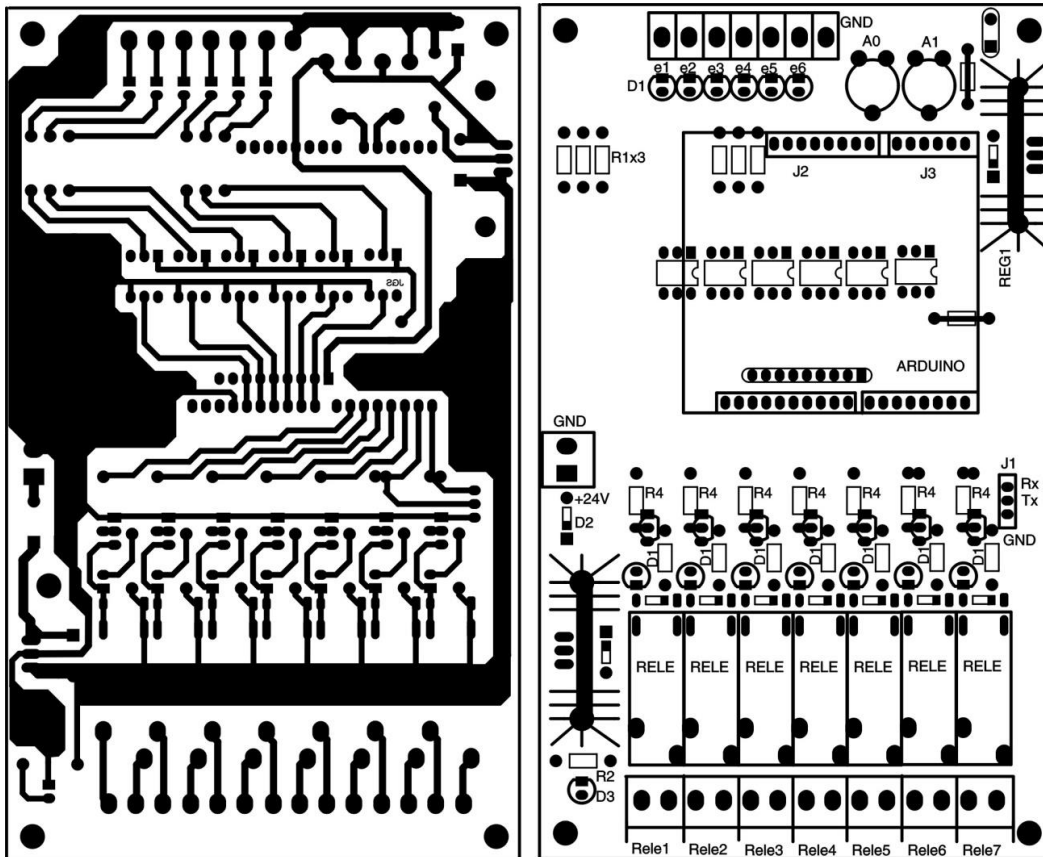 GND
A0 A1
e1 e2 e3 e4 e5 e6
D1
R1x3
J2 J3
REG1
JGS
ARDUINO
GND
+24V
D2
J1
Rx
Tx
GND
R4 R4 R4 R4 R4 R4 R4
D1 D1 D1 D1 D1 D1 D1
RELE RELE RELE RELE RELE RELE RELE
R2
D3
Rele1 Rele2 Rele3 Rele4 Rele5 Rele6 Rele7